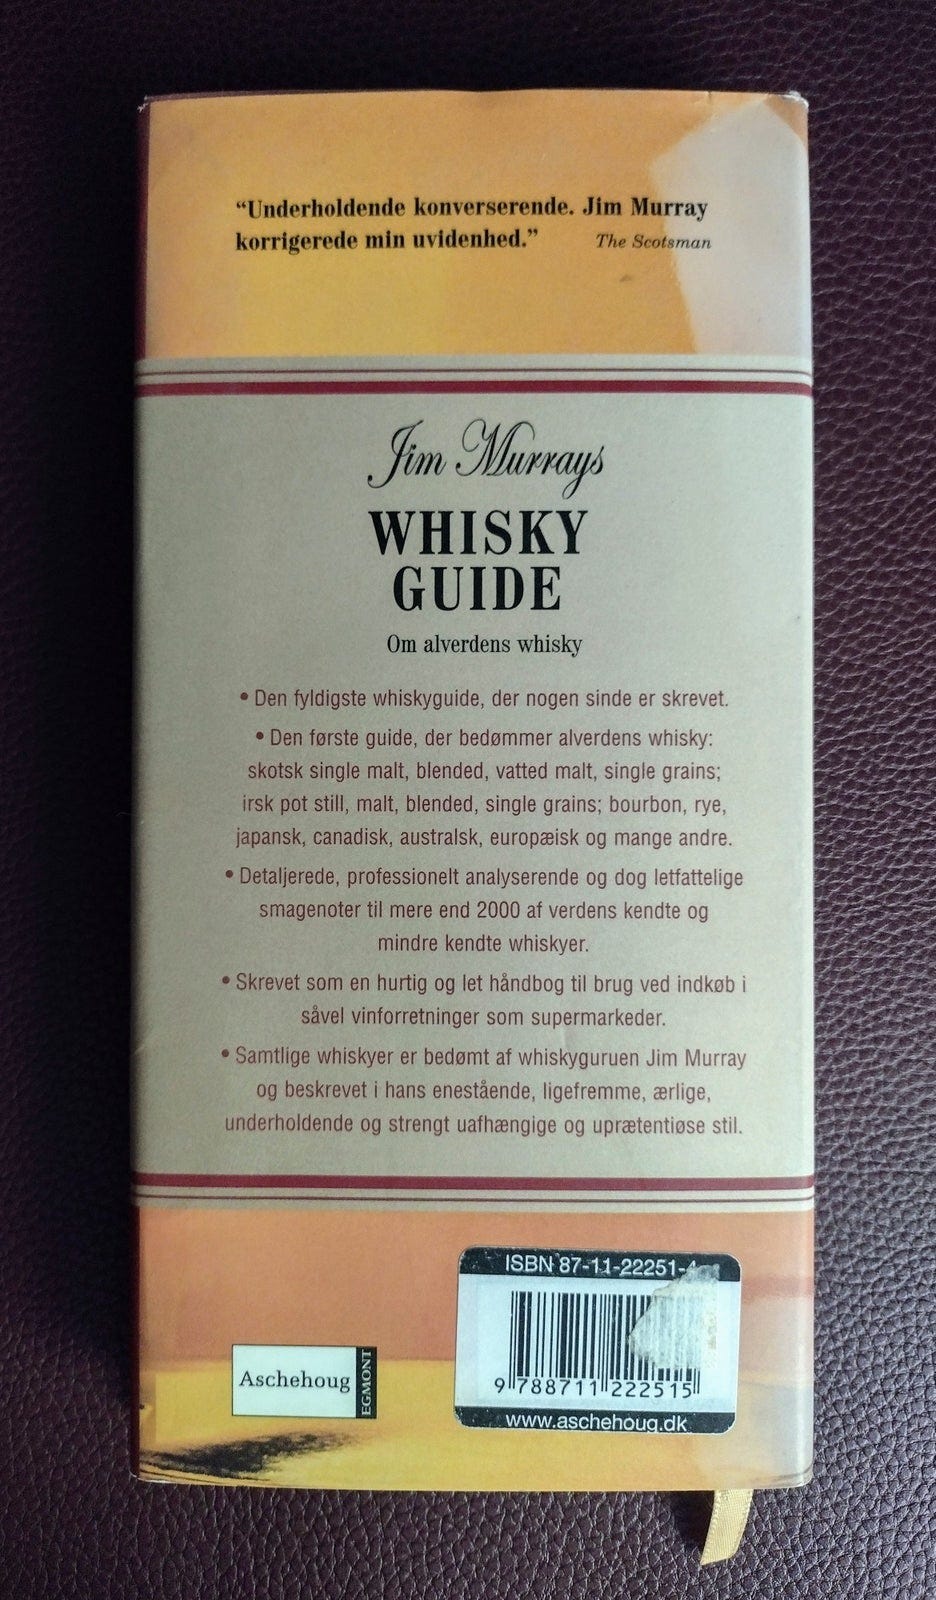 “Underholdende konverserende. Jim Murray
korrigerede min uvidenhed.” The Scotsman
Jim Murrays
WHISKY
GUIDE
Om alverdens whisky
• Den fyldigste whiskyguide, der nogen sinde er skrevet.
• Den første guide, der bedømmer alverdens whisky:
skotsk single malt, blended, vatted malt, single grains;
irsk pot still, malt, blended, single grains; bourbon, rye,
japansk, canadisk, australsk, europæisk og mange andre.
• Detaljerede, professionelt analyserende og dog letfattelige
smagenoter til mere end 2000 af verdens kendte og
mindre kendte whiskyer.
• Skrevet som en hurtig og let håndbog til brug ved indkøb i
såvel vinforretninger som supermarkeder.
• Samtlige whiskyer er bedømt af whiskyguruen Jim Murray
og beskrevet i hans enestående, ligefremme, ærlige,
underholdende og strengt uafhængige og uprætentiøse stil.
ISBN 87-11-22251-4
9 788711 222515
www.aschehoug.dk
Aschehoug
EGMONT